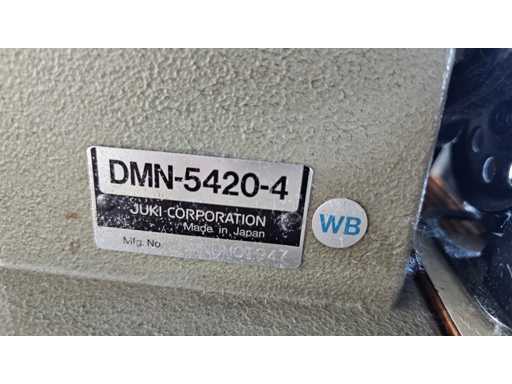 DMN-5420-4
JUKI CORPORATION
Made in Japan
Mfg. No.
WB